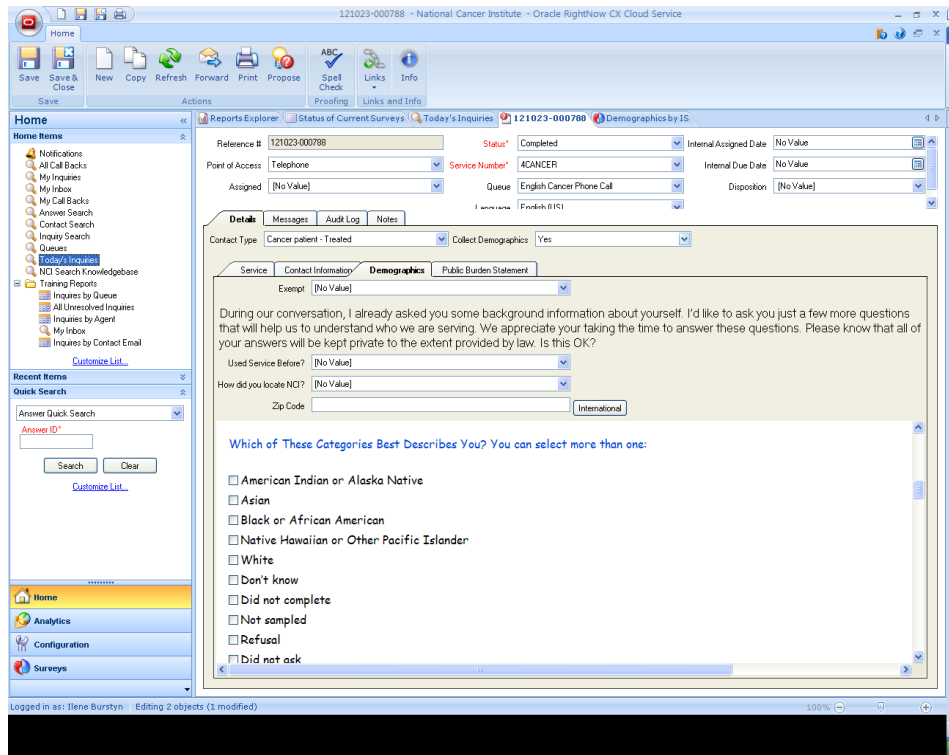 121023-000788 - National Cancer Institute - Oracle RightNow CX Cloud Service
Home
Save
Save & Close
New
Copy
Refresh
Forward
Print
Propose
ABC
Spell Check
Links
Info
Save
Actions
Proofing
Links and Info
Home
Home Items
Notifications
All Call Backs
My Inquiries
My Inbox
My Call Backs
Answer Search
Contact Search
Inquiry Search
Queues
Today's Inquiries
NCI Search Knowledgebase
Training Reports
Inquires by Queue
All Unresolved Inquiries
Inquiries by Agent
My Inbox
Inquires by Contact Email
Customize List...
Recent Items
Quick Search
Answer Quick Search
Answer ID*
Search Clear
Customize List...
Home
Analytics
Configuration
Surveys
Reports Explorer Status of Current Surveys Today's Inquiries 121023-000788 Demographics by IS
Reference # 121023-000788 Status* Completed Internal Assigned Date No Value
Point of Access Telephone Service Number* 4CANCER Internal Due Date No Value
Assigned [No Value] Queue English Cancer Phone Call Disposition [No Value]
Language English (US)
Details Messages Audit Log Notes
Contact Type Cancer patient - Treated Collect Demographics Yes
Service Contact Information Demographics Public Burden Statement
Exempt [No Value]
During our conversation, I already asked you some background information about yourself. I'd like to ask you just a few more questions
that will help us to understand who we are serving. We appreciate your taking the time to answer these questions. Please know that all of
your answers will be kept private to the extent provided by law. Is this OK?
Used Service Before? [No Value]
How did you locate NCI? [No Value]
Zip Code International
Which of These Categories Best Describes You? You can select more than one:
American Indian or Alaska Native
Asian
Black or African American
Native Hawaiian or Other Pacific Islander
White
Don't know
Did not complete
Not sampled
Refusal
Did not ask
Logged in as: Ilene Burstyn Editing 2 objects (1 modified) 100%